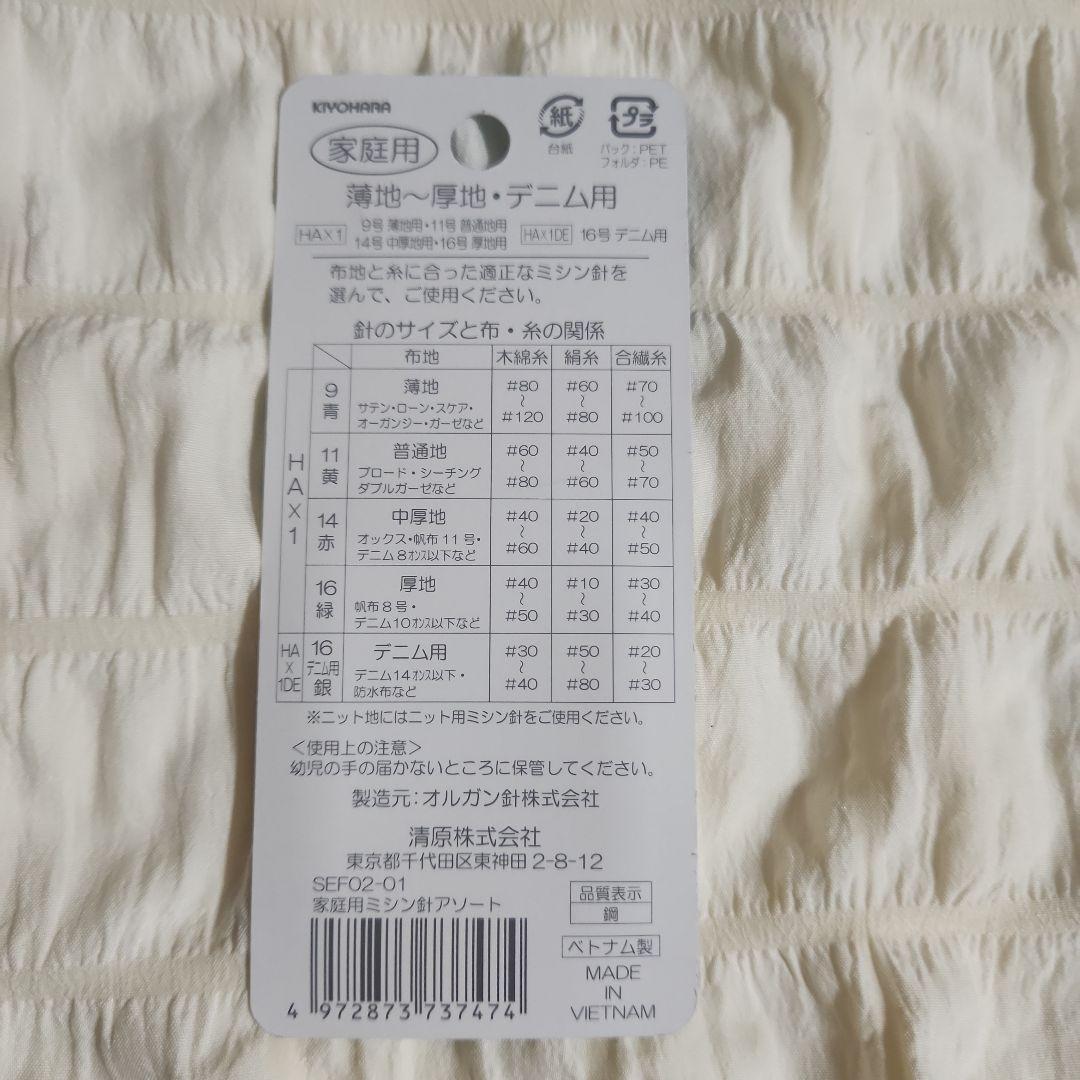 KIYOHARA
家庭用
紙
台紙
プラ
パック:PET
フォルダ:PE
薄地～厚地・デニム用
HAX1 9号 薄地用・11号 普通地用
14号 中厚地用・16号 厚地用
HAX1DE 16号 デニム用
布地と糸に合った適正なミシン針を
選んで、ご使用ください。
針のサイズと布・糸の関係
布地 木綿糸 絹糸 合繊糸
HAX1
9 青 薄地 #80～#120 #60～#80 #70～#100
サテン・ローン・スケア・
オーガンジー・ガーゼなど
11 黄 普通地 #60～#80 #40～#60 #50～#70
ブロード・シーチング
ダブルガーゼなど
14 赤 中厚地 #40～#60 #20～#40 #40～#50
オックス・帆布11号・
デニム8オンス以下など
16 緑 厚地 #40～#50 #10～#30 #30～#40
帆布8号・
デニム10オンス以下など
HAX1DE
16 デニム用 銀 デニム用 #30～#40 #50～#80 #20～#30
デニム14オンス以下・
防水布など
※ニット地にはニット用ミシン針をご使用ください。
＜使用上の注意＞
幼児の手の届かないところに保管してください。
製造元:オルガン針株式会社
清原株式会社
東京都千代田区東神田2-8-12
SEF02-01
家庭用ミシン針アソート
品質表示
鋼
ベトナム製
MADE
IN
VIETNAM
4 972873 737474